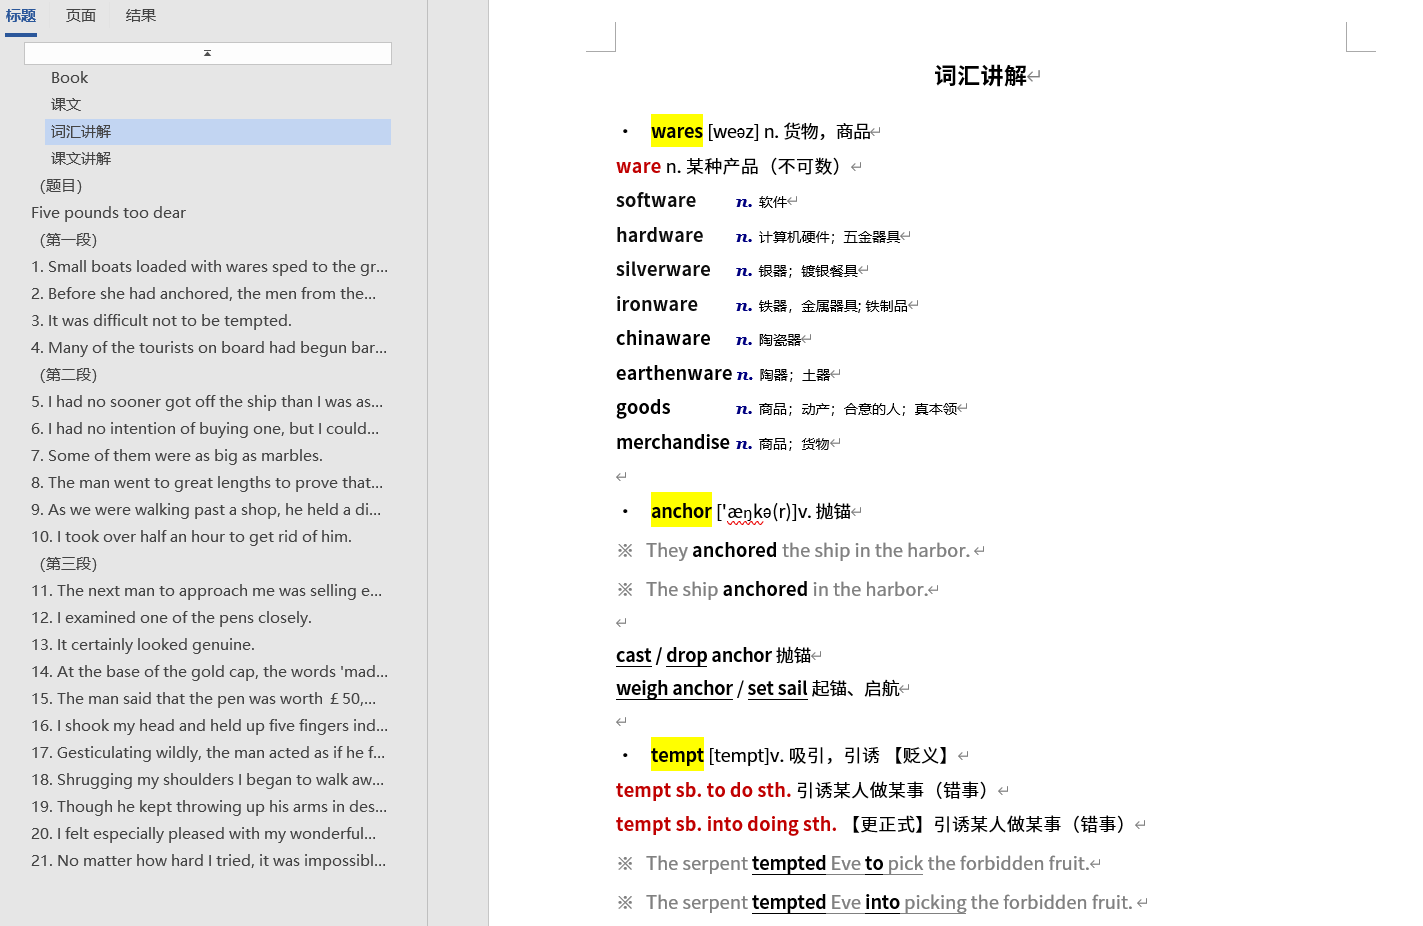 标题 页面 结果
Book
课文
词汇讲解
课文讲解
(题目)
Five pounds too dear
(第一段)
1. Small boats loaded with wares sped to the gr...
2. Before she had anchored, the men from the...
3. It was difficult not to be tempted.
4. Many of the tourists on board had begun bar...
(第二段)
5. I had no sooner got off the ship than I was as...
6. I had no intention of buying one, but I could...
7. Some of them were as big as marbles.
8. The man went to great lengths to prove that...
9. As we were walking past a shop, he held a di...
10. I took over half an hour to get rid of him.
(第三段)
11. The next man to approach me was selling e...
12. I examined one of the pens closely.
13. It certainly looked genuine.
14. At the base of the gold cap, the words 'mad...
15. The man said that the pen was worth ￡50,...
16. I shook my head and held up five fingers ind...
17. Gesticulating wildly, the man acted as if he f...
18. Shrugging my shoulders I began to walk aw...
19. Though he kept throwing up his arms in des...
20. I felt especially pleased with my wonderful...
21. No matter how hard I tried, it was impossibl...
词汇讲解↵
· wares [weəz] n. 货物，商品↵
ware n. 某种产品（不可数）↵
software n. 软件↵
hardware n. 计算机硬件；五金器具↵
silverware n. 银器；镀银餐具↵
ironware n. 铁器，金属器具; 铁制品↵
chinaware n. 陶瓷器↵
earthenware n. 陶器；土器↵
goods n. 商品；动产；合意的人；真本领↵
merchandise n. 商品；货物↵
↵
· anchor ['æŋkə(r)]v. 抛锚↵
※ They anchored the ship in the harbor. ↵
※ The ship anchored in the harbor.↵
↵
cast / drop anchor 抛锚↵
weigh anchor / set sail 起锚、启航↵
↵
· tempt [tempt]v. 吸引，引诱 【贬义】↵
tempt sb. to do sth. 引诱某人做某事（错事）↵
tempt sb. into doing sth. 【更正式】引诱某人做某事（错事）↵
※ The serpent tempted Eve to pick the forbidden fruit.↵
※ The serpent tempted Eve into picking the forbidden fruit. ↵